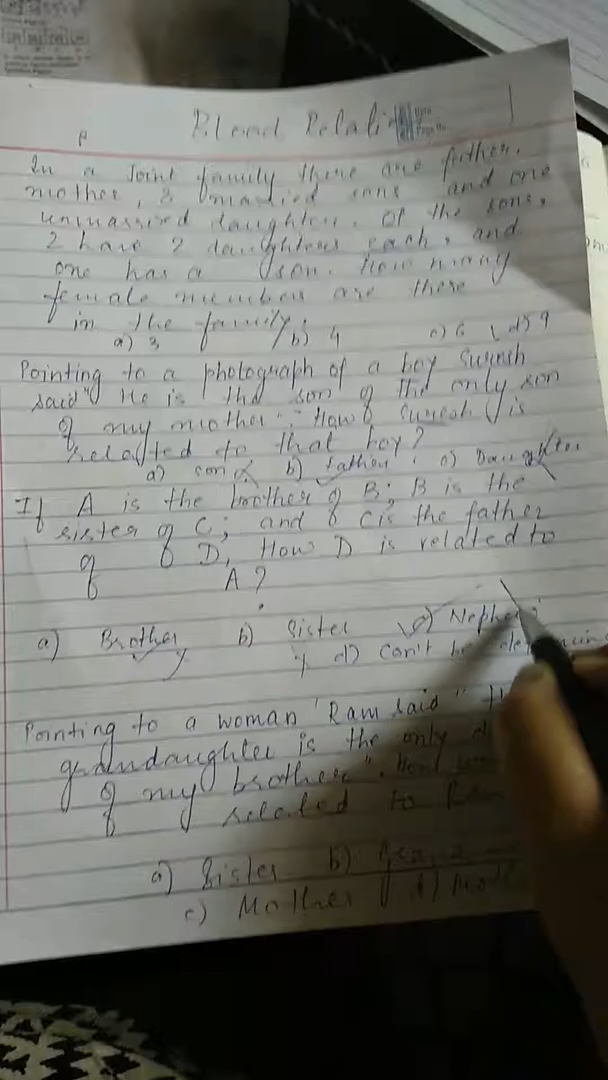 Blood Relati
In a Joint family there are father,
mother, 3 married sons and one
unmarried daughter. Of the sons,
2 have 2 daughters each, and
one has a son. How many
female members are there
in the family?
a) 3 b) 4 c) 6 d) 9
Pointing to a photograph of a boy Suresh
said " He is the son of the only son
of my mother". How Suresh is
related to that boy?
a) son b) father c) Daughter
If A is the brother of B; B is the
sister of C; and C is the father
of D, How D is related to
A?
a) Brother b) Sister c) Nephew
d) Can't be
Pointing to a woman Ram said "
grandaughter is the only
of my brother".
related to
a) Sister b)
c) Mother d)